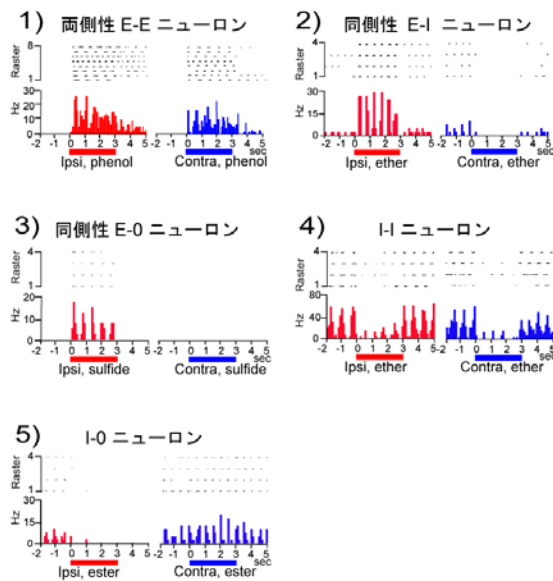 1) 両側性 E-E ニューロン
Raster
8
1
Hz
30
15
0
-2 -1 0 1 2 3 4 5
Ipsi, phenol
-2 -1 0 1 2 3 4 5
sec
Contra, phenol
2) 同側性 E-I ニューロン
Raster
4
1
Hz
30
15
0
-2 -1 0 1 2 3 4 5
Ipsi, ether
-2 -1 0 1 2 3 4 5
sec
Contra, ether
3) 同側性 E-0 ニューロン
Raster
4
1
Hz
20
10
0
-2 -1 0 1 2 3 4 5
Ipsi, sulfide
-2 -1 0 1 2 3 4 5
sec
Contra, sulfide
4) I-I ニューロン
Raster
4
1
Hz
80
40
0
-2 -1 0 1 2 3 4 5
Ipsi, ether
-2 -1 0 1 2 3 4 5
sec
Contra, ether
5) I-0 ニューロン
Raster
4
1
Hz
30
15
0
-2 -1 0 1 2 3 4 5
Ipsi, ester
-2 -1 0 1 2 3 4 5
sec
Contra, ester